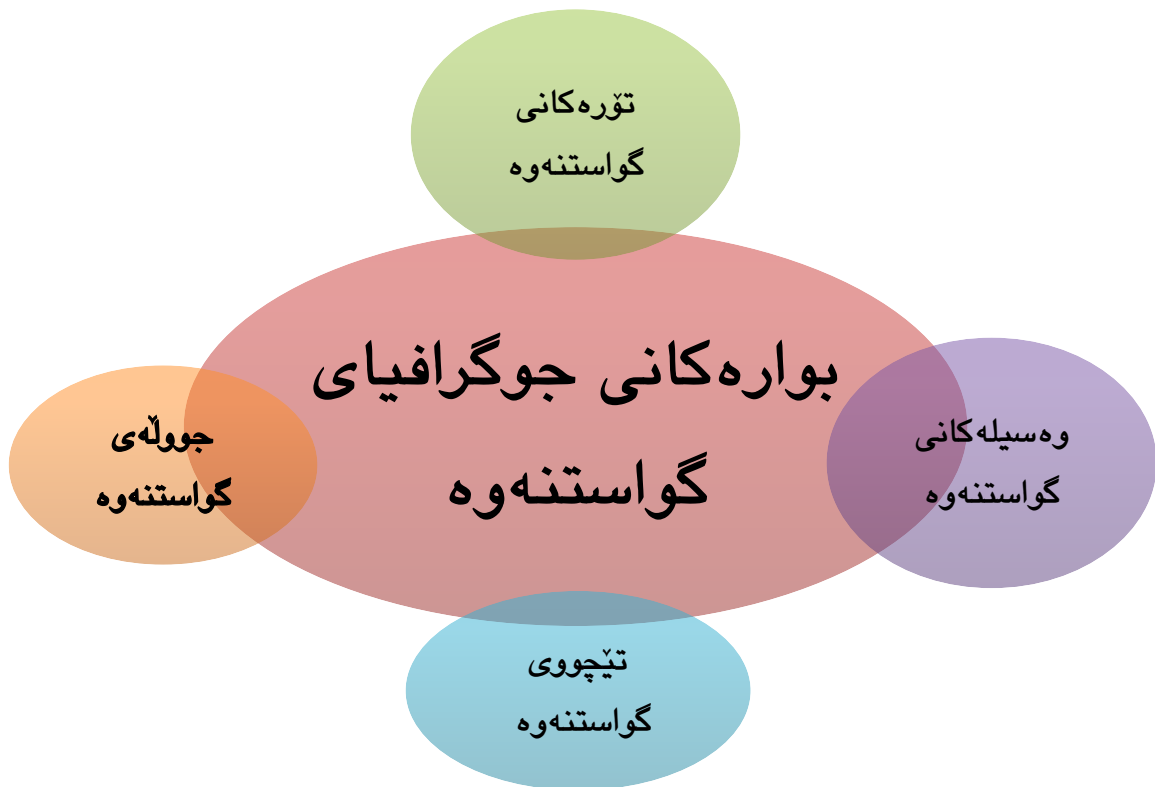 تۆرەکانی
گواستنەوە
بوارەکانی جوگرافیای
گواستنەوە
وەسیلەکانی
گواستنەوە
جووڵەی
گواستنەوە
تێچووی
گواستنەوە